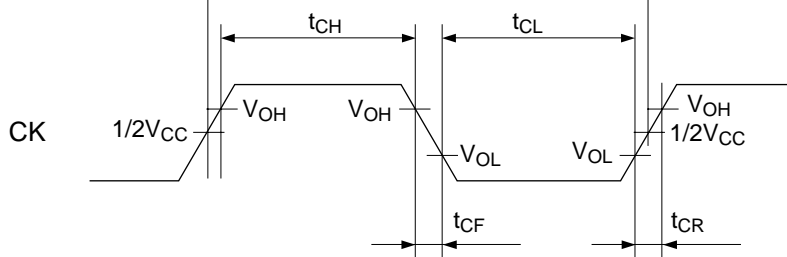 tCH
tCL
VOH
VOH
VOH
CK
1/2VCC
1/2VCC
VOL
VOL
tCF
tCR